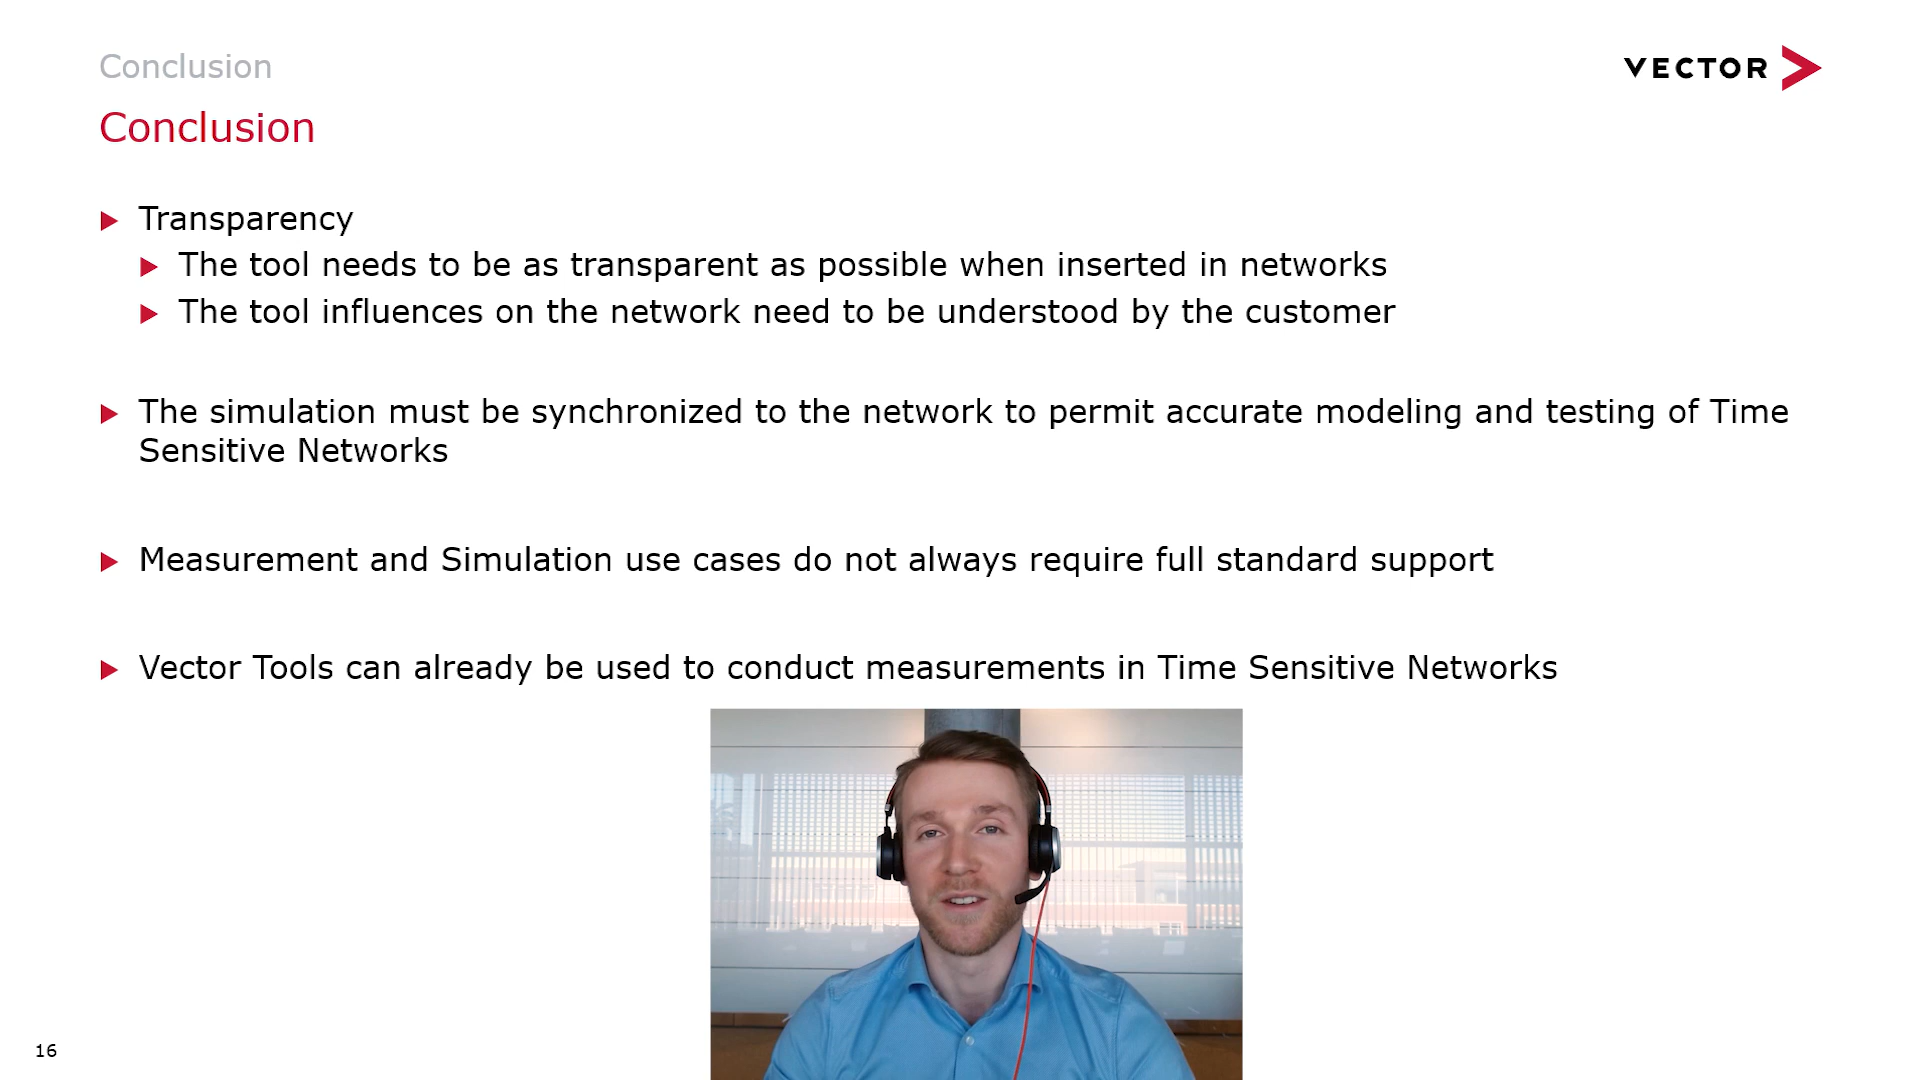 Conclusion
VECTOR
Conclusion
Transparency
The tool needs to be as transparent as possible when inserted in networks
The tool influences on the network need to be understood by the customer
The simulation must be synchronized to the network to permit accurate modeling and testing of Time
Sensitive Networks
Measurement and Simulation use cases do not always require full standard support
Vector Tools can already be used to conduct measurements in Time Sensitive Networks
16